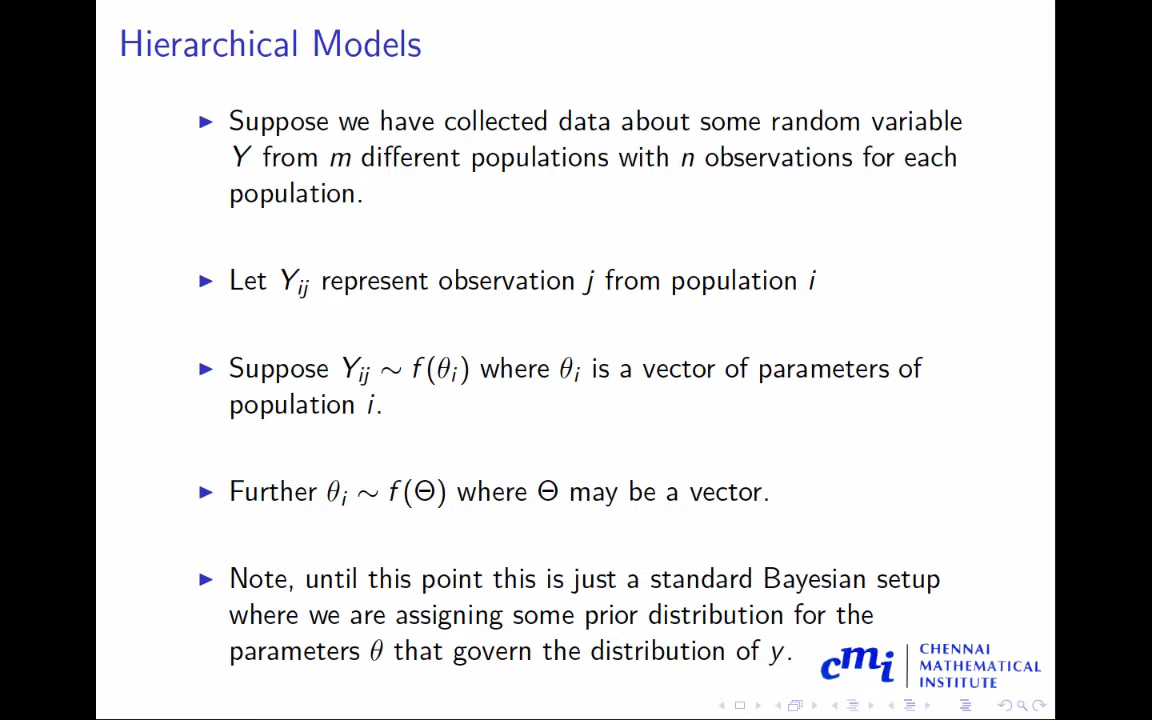 Hierarchical Models
▶ Suppose we have collected data about some random variable
Y from m different populations with n observations for each
population.
▶ Let Y_ij represent observation j from population i
▶ Suppose Y_ij ∼ f(θ_i) where θ_i is a vector of parameters of
population i.
▶ Further θ_i ∼ f(Θ) where Θ may be a vector.
▶ Note, until this point this is just a standard Bayesian setup
where we are assigning some prior distribution for the
parameters θ that govern the distribution of y.
cmi
CHENNAI
MATHEMATICAL
INSTITUTE